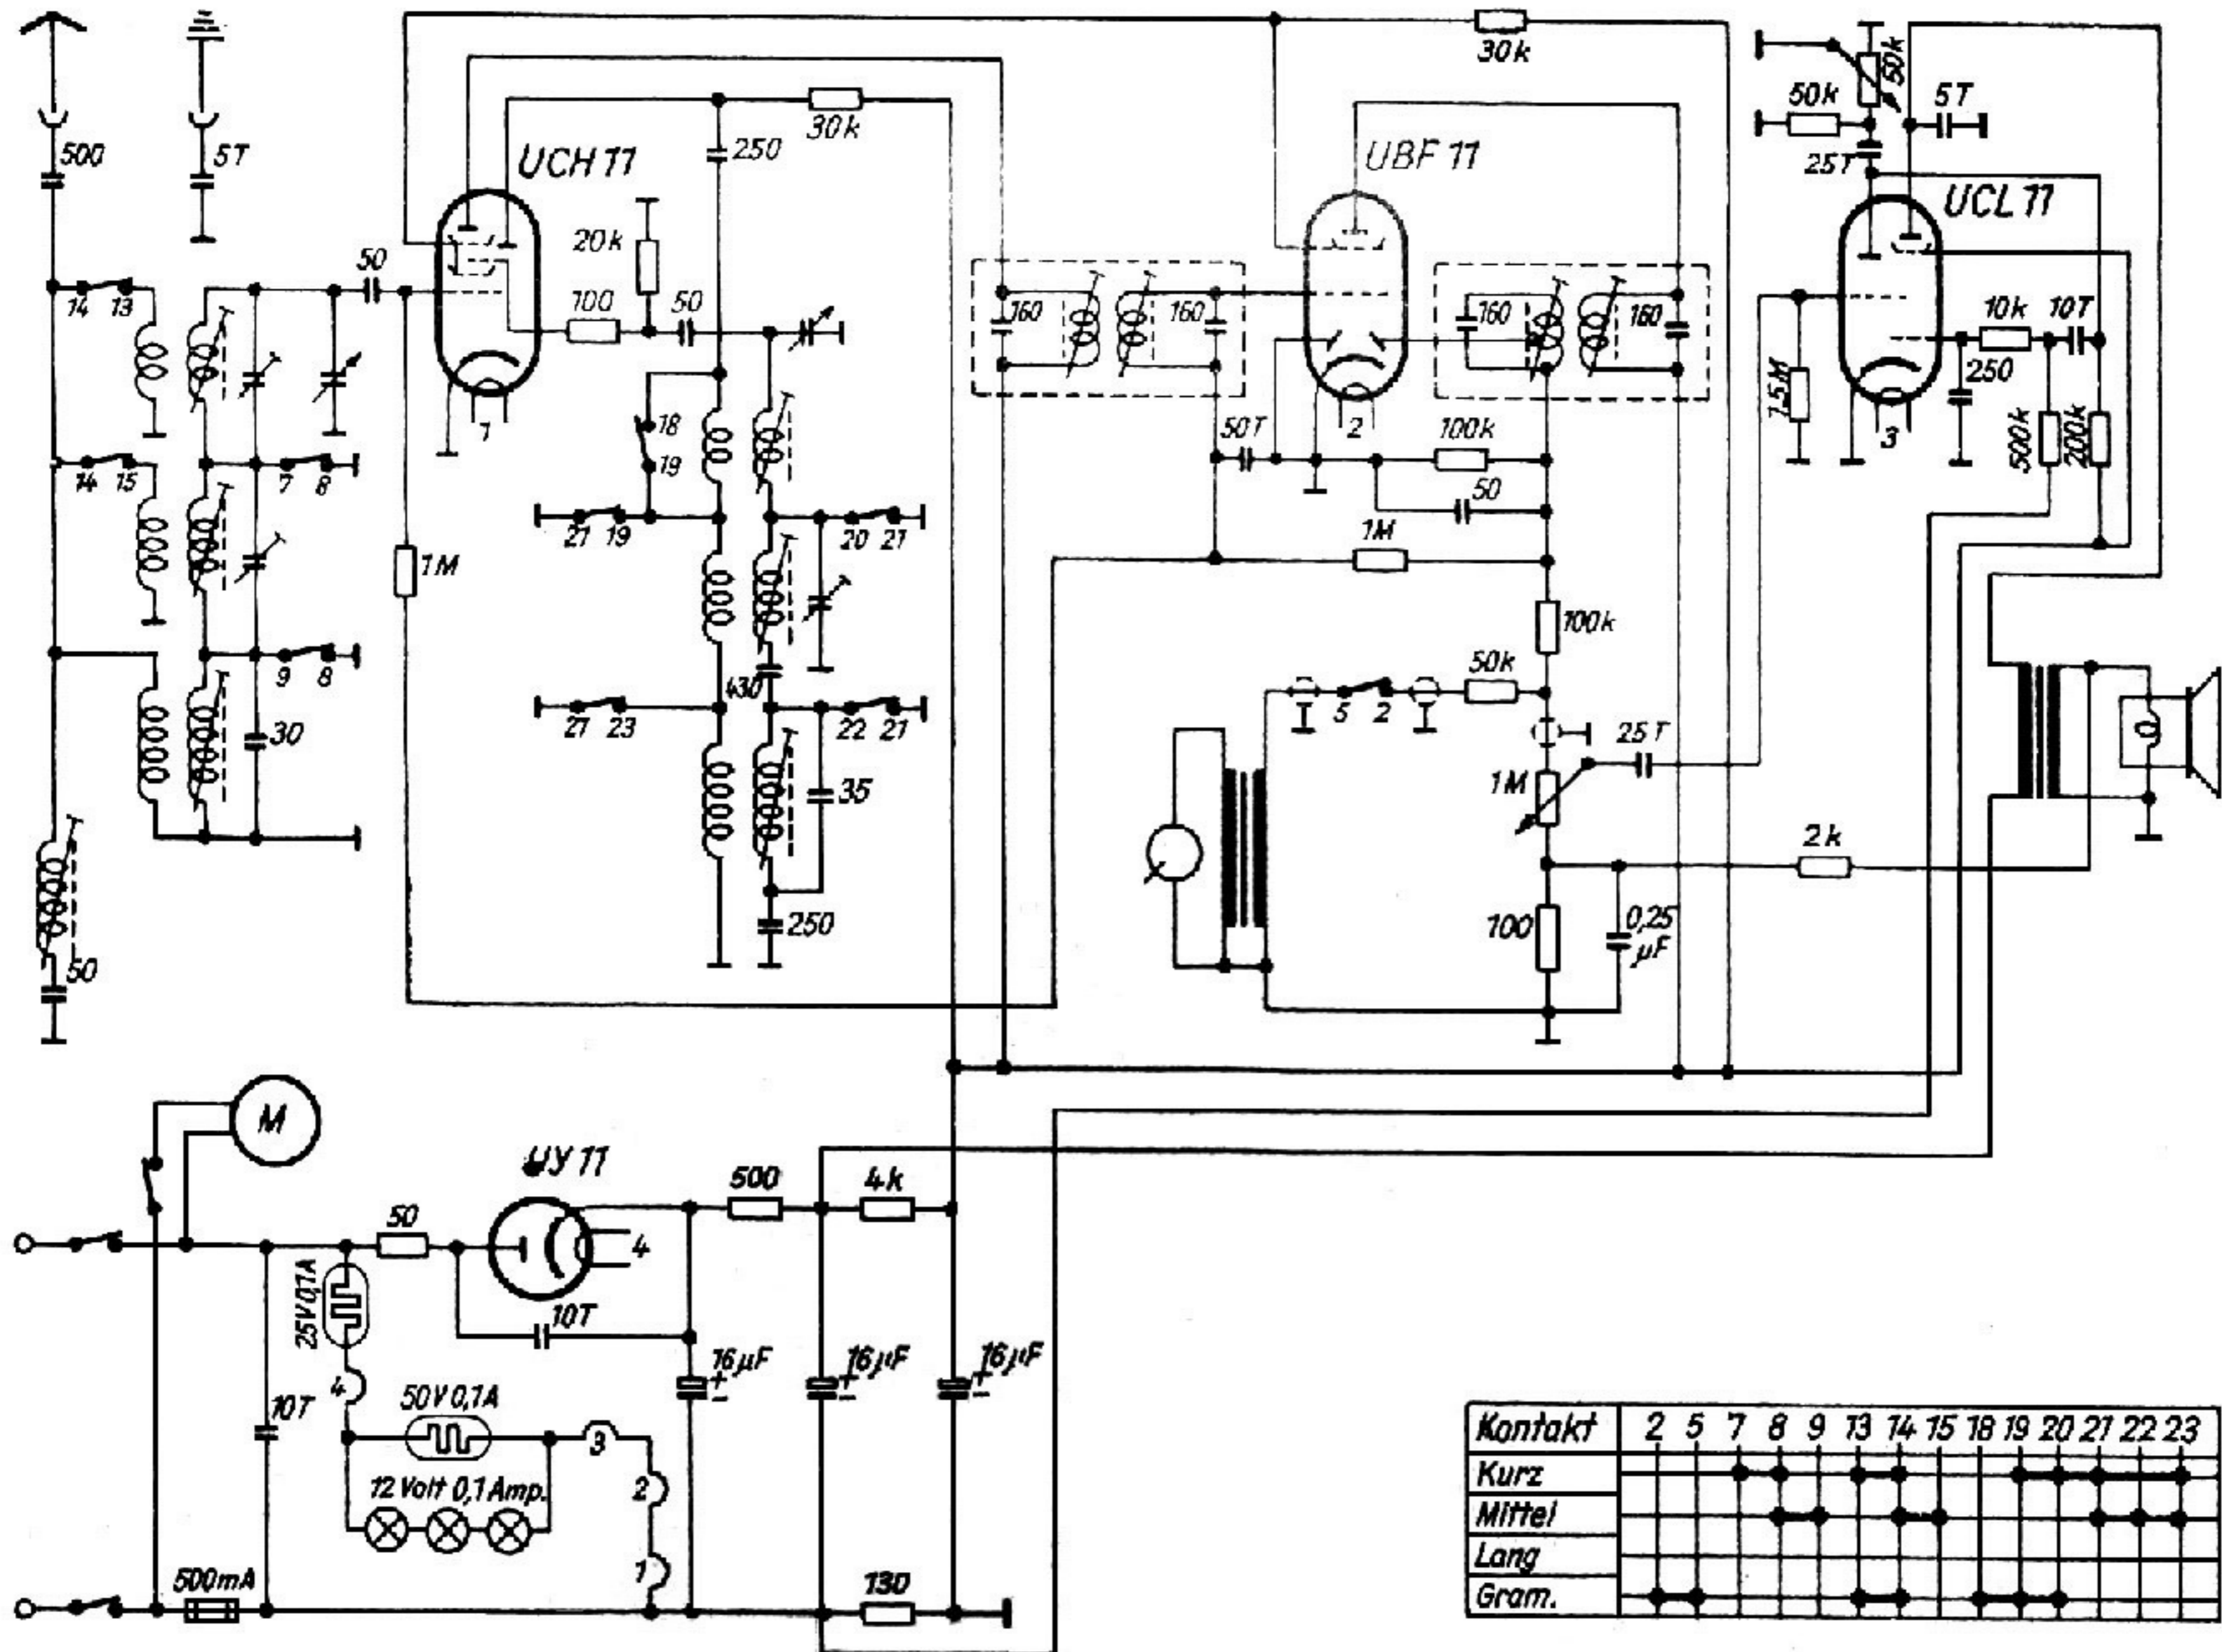 30k
500
5T
UCH 11
250
30k
UBF 11
50k
50k
5T
25T
UCL 11
50
20k
100
50
14 13
160
160
160
160
10k 10T
250
1
2
3
1,5M
500k
200k
18
19
50T
100k
50
14 15
7 8
21 19
20 21
1M
1M
100k
9 8
430
50k
5 2
21 23
22 21
30
25T
1M
35
2k
250
100
0,25
µF
50
M
UY 11
500
4k
50
4
25V 0,1A
10T
16µF
+
-
16µF
+
-
16µF
+
-
4
50V 0,1A
10T
3
12 Volt 0,1 Amp.
2
1
500mA
130
Kontakt 2 5 7 8 9 13 14 15 18 19 20 21 22 23
Kurz
Mittel
Lang
Gram.